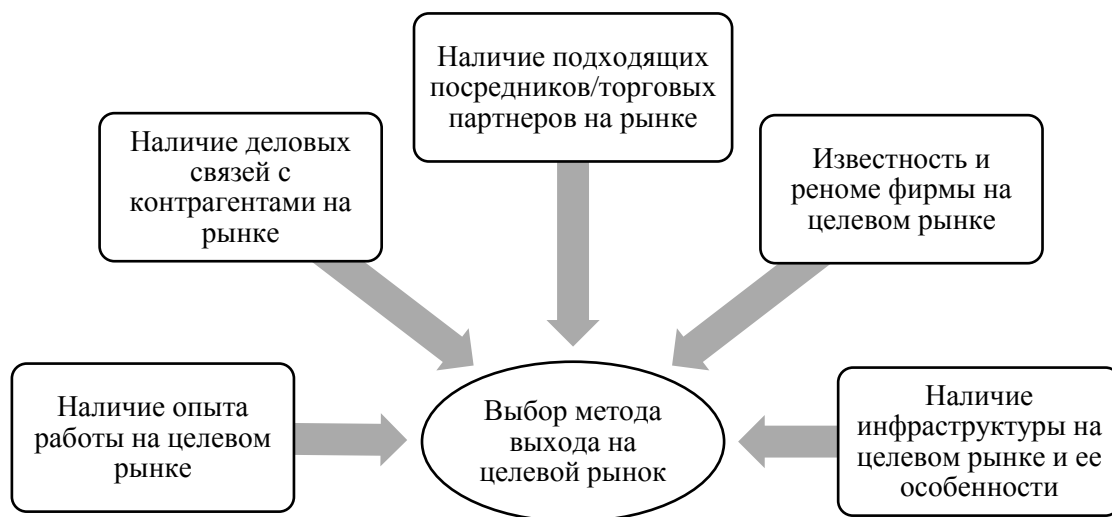 Наличие подходящих
посредников/торговых
партнеров на рынке
Наличие деловых
связей с
контрагентами на
рынке
Известность и
реноме фирмы на
целевом рынке
Наличие опыта
работы на целевом
рынке
Выбор метода
выхода на
целевой рынок
Наличие
инфраструктуры на
целевом рынке и ее
особенности